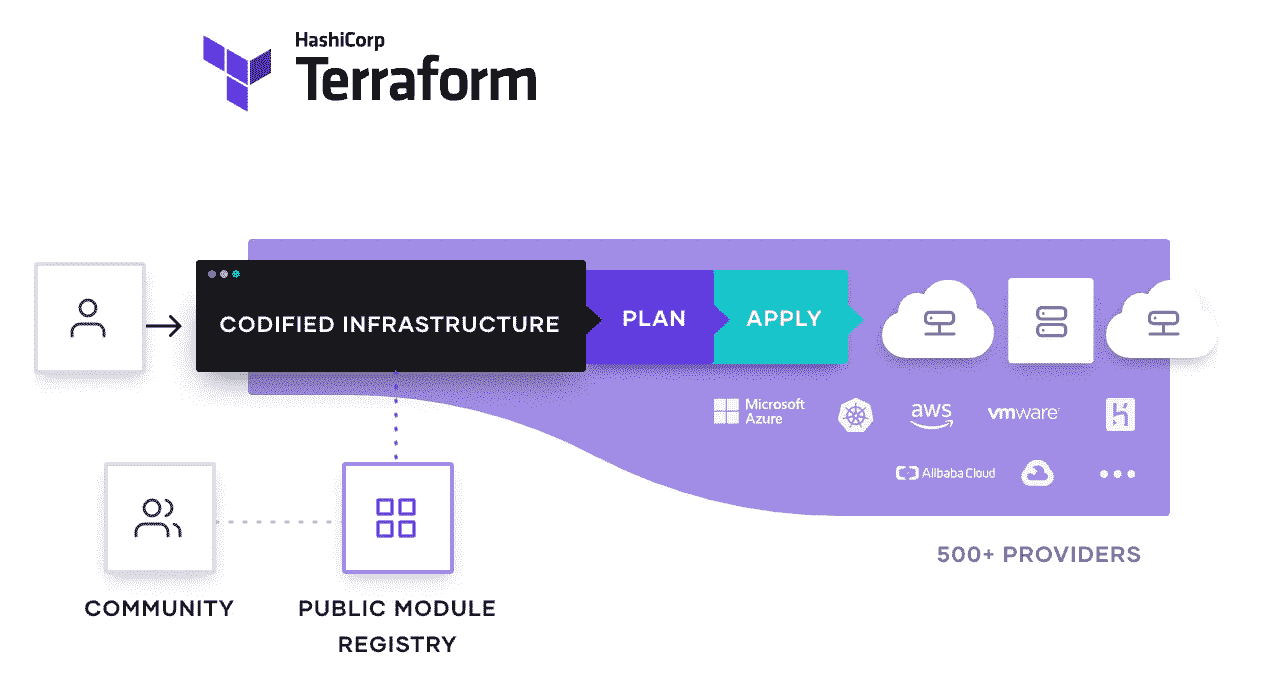 HashiCorp
Terraform
CODIFIED INFRASTRUCTURE
PLAN
APPLY
Microsoft
Azure
aws
vmware
Alibaba Cloud
500+ PROVIDERS
COMMUNITY
PUBLIC MODULE
REGISTRY